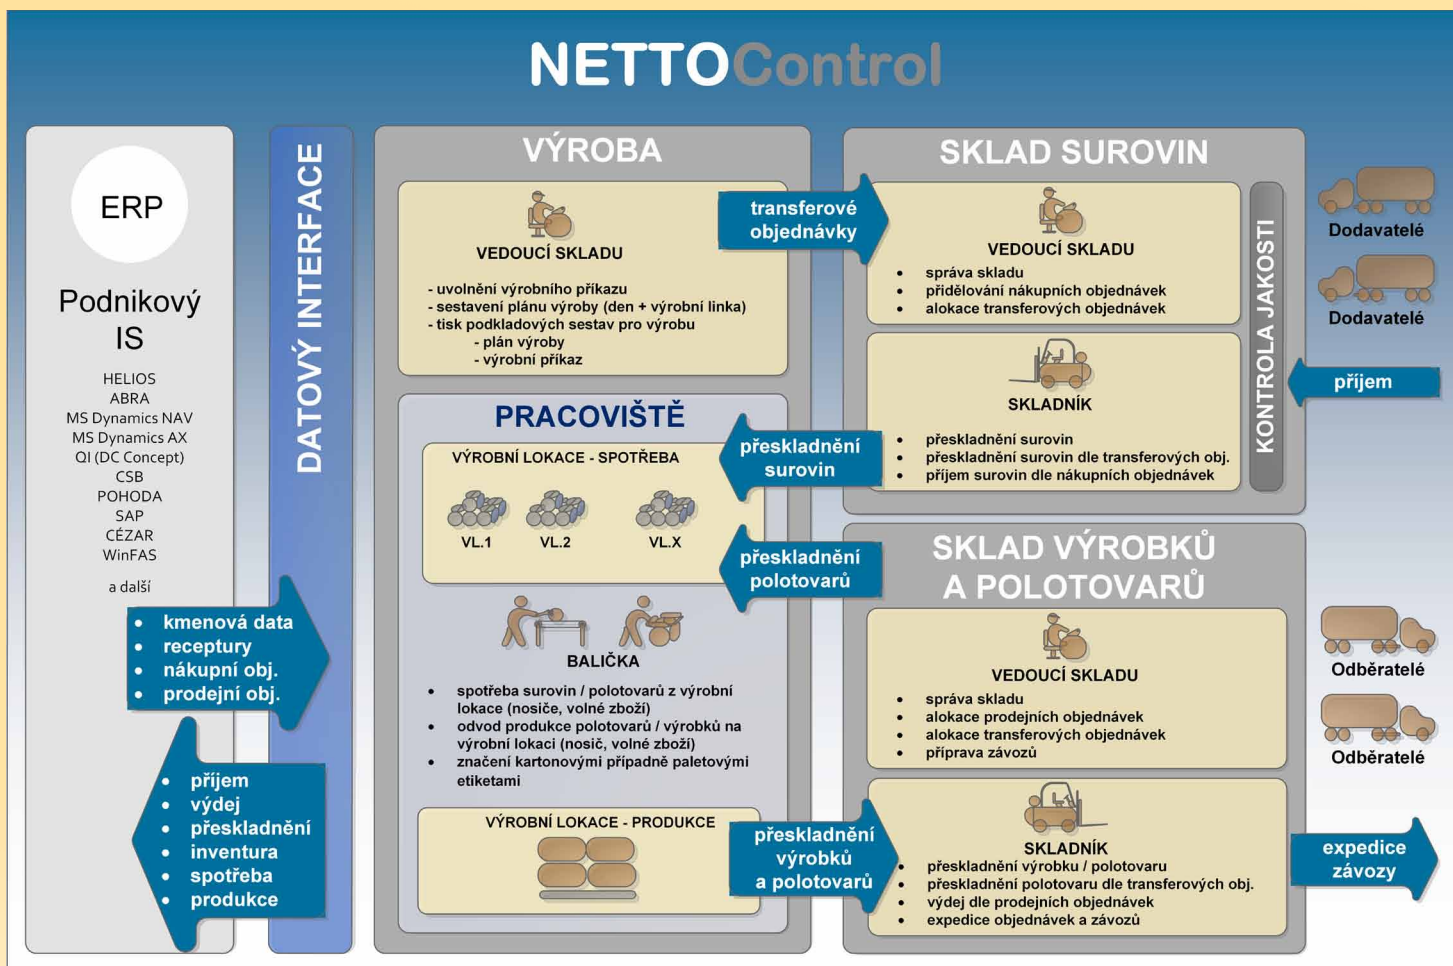 NETTOControl
ERP
Podnikový
IS
HELIOS
ABRA
MS Dynamics NAV
MS Dynamics AX
QI (DC Concept)
CSB
POHODA
SAP
CÉZAR
WinFAS
a další
• kmenová data
• receptury
• nákupní obj.
• prodejní obj.
• příjem
• výdej
• přeskladnění
• inventura
• spotřeba
• produkce
DATOVÝ INTERFACE
VÝROBA
VEDOUCÍ SKLADU
- uvolnění výrobního příkazu
- sestavení plánu výroby (den + výrobní linka)
- tisk podkladových sestav pro výrobu
- plán výroby
- výrobní příkaz
transferové
objednávky
PRACOVIŠTĚ
VÝROBNÍ LOKACE - SPOTŘEBA
VL.1
VL.2
VL.X
přeskladnění
surovin
přeskladnění
polotovarů
BALIČKA
• spotřeba surovin / polotovarů z výrobní
lokace (nosiče, volné zboží)
• odvod produkce polotovarů / výrobků na
výrobní lokaci (nosič, volné zboží)
• značení kartonovými případně paletovými
etiketami
VÝROBNÍ LOKACE - PRODUKCE
přeskladnění
výrobků
a polotovarů
SKLAD SUROVIN
VEDOUCÍ SKLADU
• správa skladu
• přidělování nákupních objednávek
• alokace transferových objednávek
SKLADNÍK
• přeskladnění surovin
• přeskladnění surovin dle transferových obj.
• příjem surovin dle nákupních objednávek
KONTROLA JAKOSTI
Dodavatelé
Dodavatelé
příjem
SKLAD VÝROBKŮ
A POLOTOVARŮ
VEDOUCÍ SKLADU
• správa skladu
• alokace prodejních objednávek
• alokace transferových objednávek
• příprava závozů
SKLADNÍK
• přeskladnění výrobku / polotovaru
• přeskladnění polotovaru dle transferových obj.
• výdej dle prodejních objednávek
• expedice objednávek a závozů
Odběratelé
Odběratelé
expedice
závozy